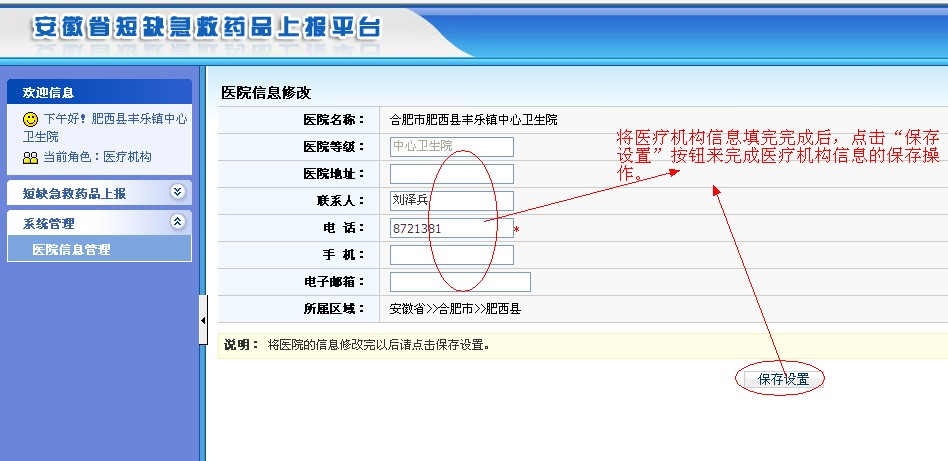 安徽省短缺急救药品上报平台
欢迎信息
下午好! 肥西县丰乐镇中心
卫生院
当前角色：医疗机构
短缺急救药品上报
系统管理
医院信息管理
医院信息修改
医院名称： 合肥市肥西县丰乐镇中心卫生院
医院等级： 中心卫生院
医院地址：
联系人： 刘泽兵
电 话： 8721381 *
手 机：
电子邮箱：
所属区域： 安徽省>>合肥市>>肥西县
说明： 将医院的信息修改完以后请点击保存设置。
保存设置
将医疗机构信息填完完成后，点击“保存
设置”按钮来完成医疗机构信息的保存操
作。